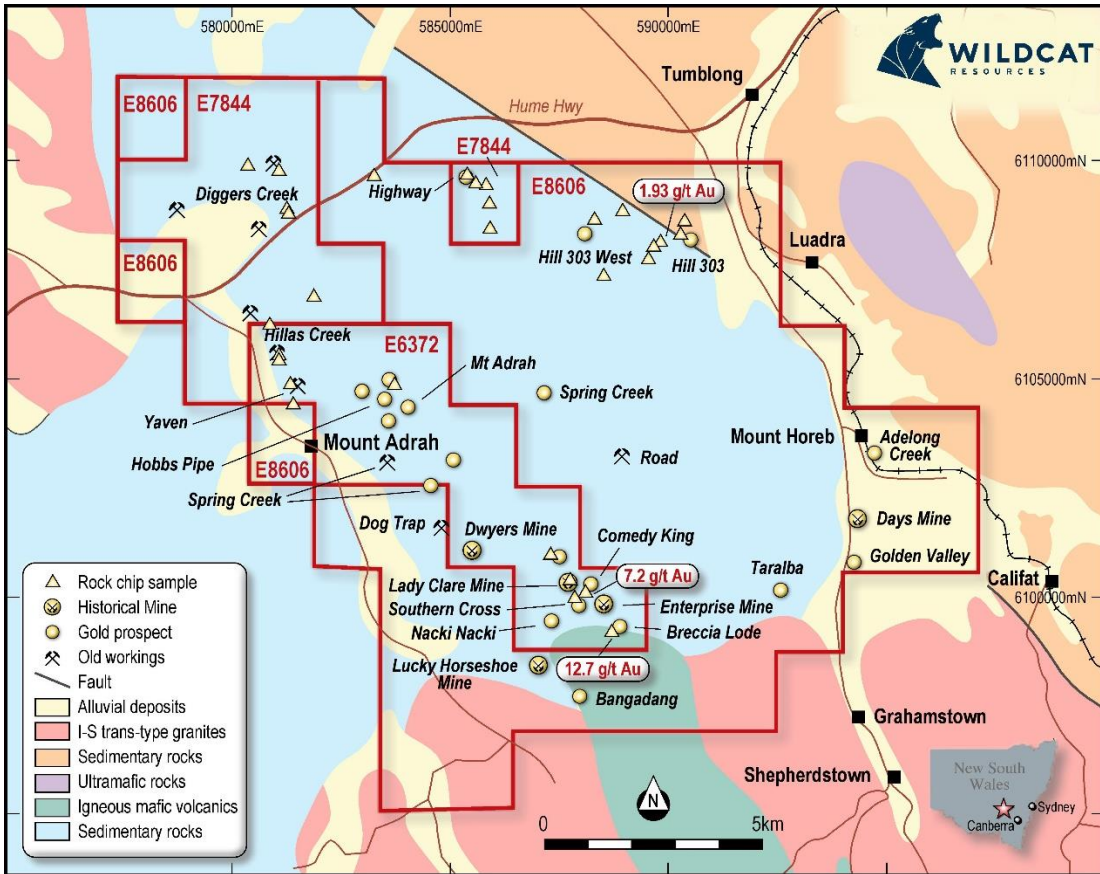 580000mE
585000mE
590000mE
WILDCAT
RESOURCES
Tumblong
E8606
E7844
Hume Hwy
6110000mN
E7844
Highway
E8606
1.93 g/t Au
Diggers Creek
Luadra
E8606
Hill 303 West
Hill 303
Hillas Creek
E6372
Mt Adrah
6105000mN
Spring Creek
Yaven
Mount Adrah
Mount Horeb
Adelong
Creek
Hobbs Pipe
E8606
Road
Spring Creek
Dog Trap
Dwyers Mine
Days Mine
Comedy King
Golden Valley
Taralba
Califat
Lady Clare Mine
7.2 g/t Au
6100000mN
Southern Cross
Enterprise Mine
Nacki Nacki
Breccia Lode
Lucky Horseshoe
Mine
12.7 g/t Au
Bangadang
Grahamstown
Shepherdstown
Rock chip sample
Historical Mine
Gold prospect
Old workings
Fault
Alluvial deposits
I-S trans-type granites
Sedimentary rocks
Ultramafic rocks
Igneous mafic volcanics
Sedimentary rocks
N
0
5km
New South
Wales
Sydney
Canberra